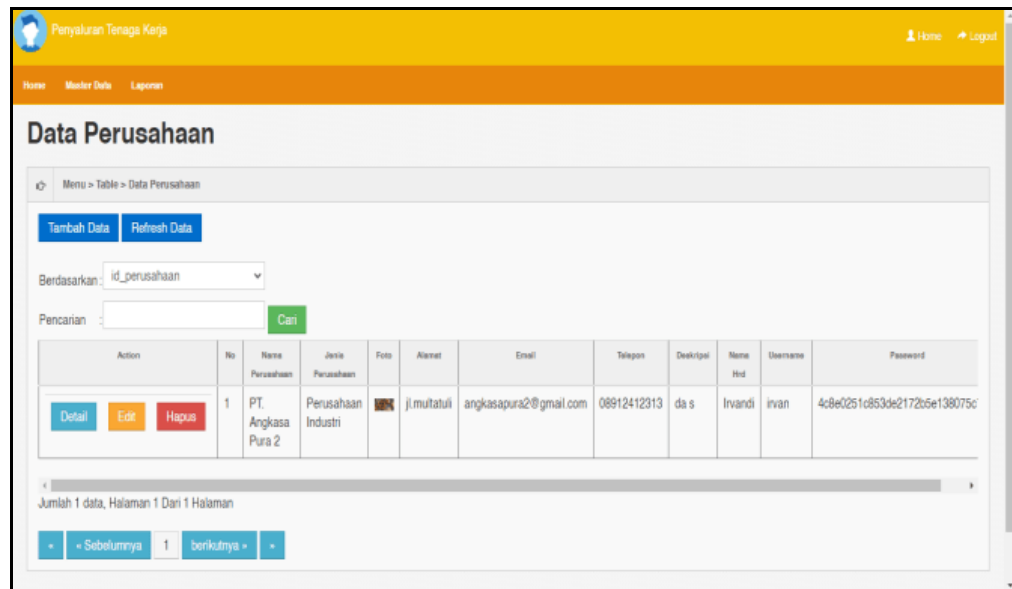 Penyaluran Tenaga Kerja
Home Logout
Home Master Data Laporan
Data Perusahaan
Menu > Table > Data Perusahaan
Tambah Data Refresh Data
Berdasarkan : id_perusahaan
Pencarian : Cari
Action No Nama Perusahaan Jenis Perusahaan Foto Alamat Email Telepon Deskripsi Nama Hrd Username Password
Detail Edit Hapus 1 PT. Angkasa Pura 2 Perusahaan Industri jl.multatuli angkasapura2@gmail.com 08912412313 da s Irvandi irvan 4c8e0251c853de2172b5e138075c
Jumlah 1 data, Halaman 1 Dari 1 Halaman
« « Sebelumnya 1 berikutnya » »